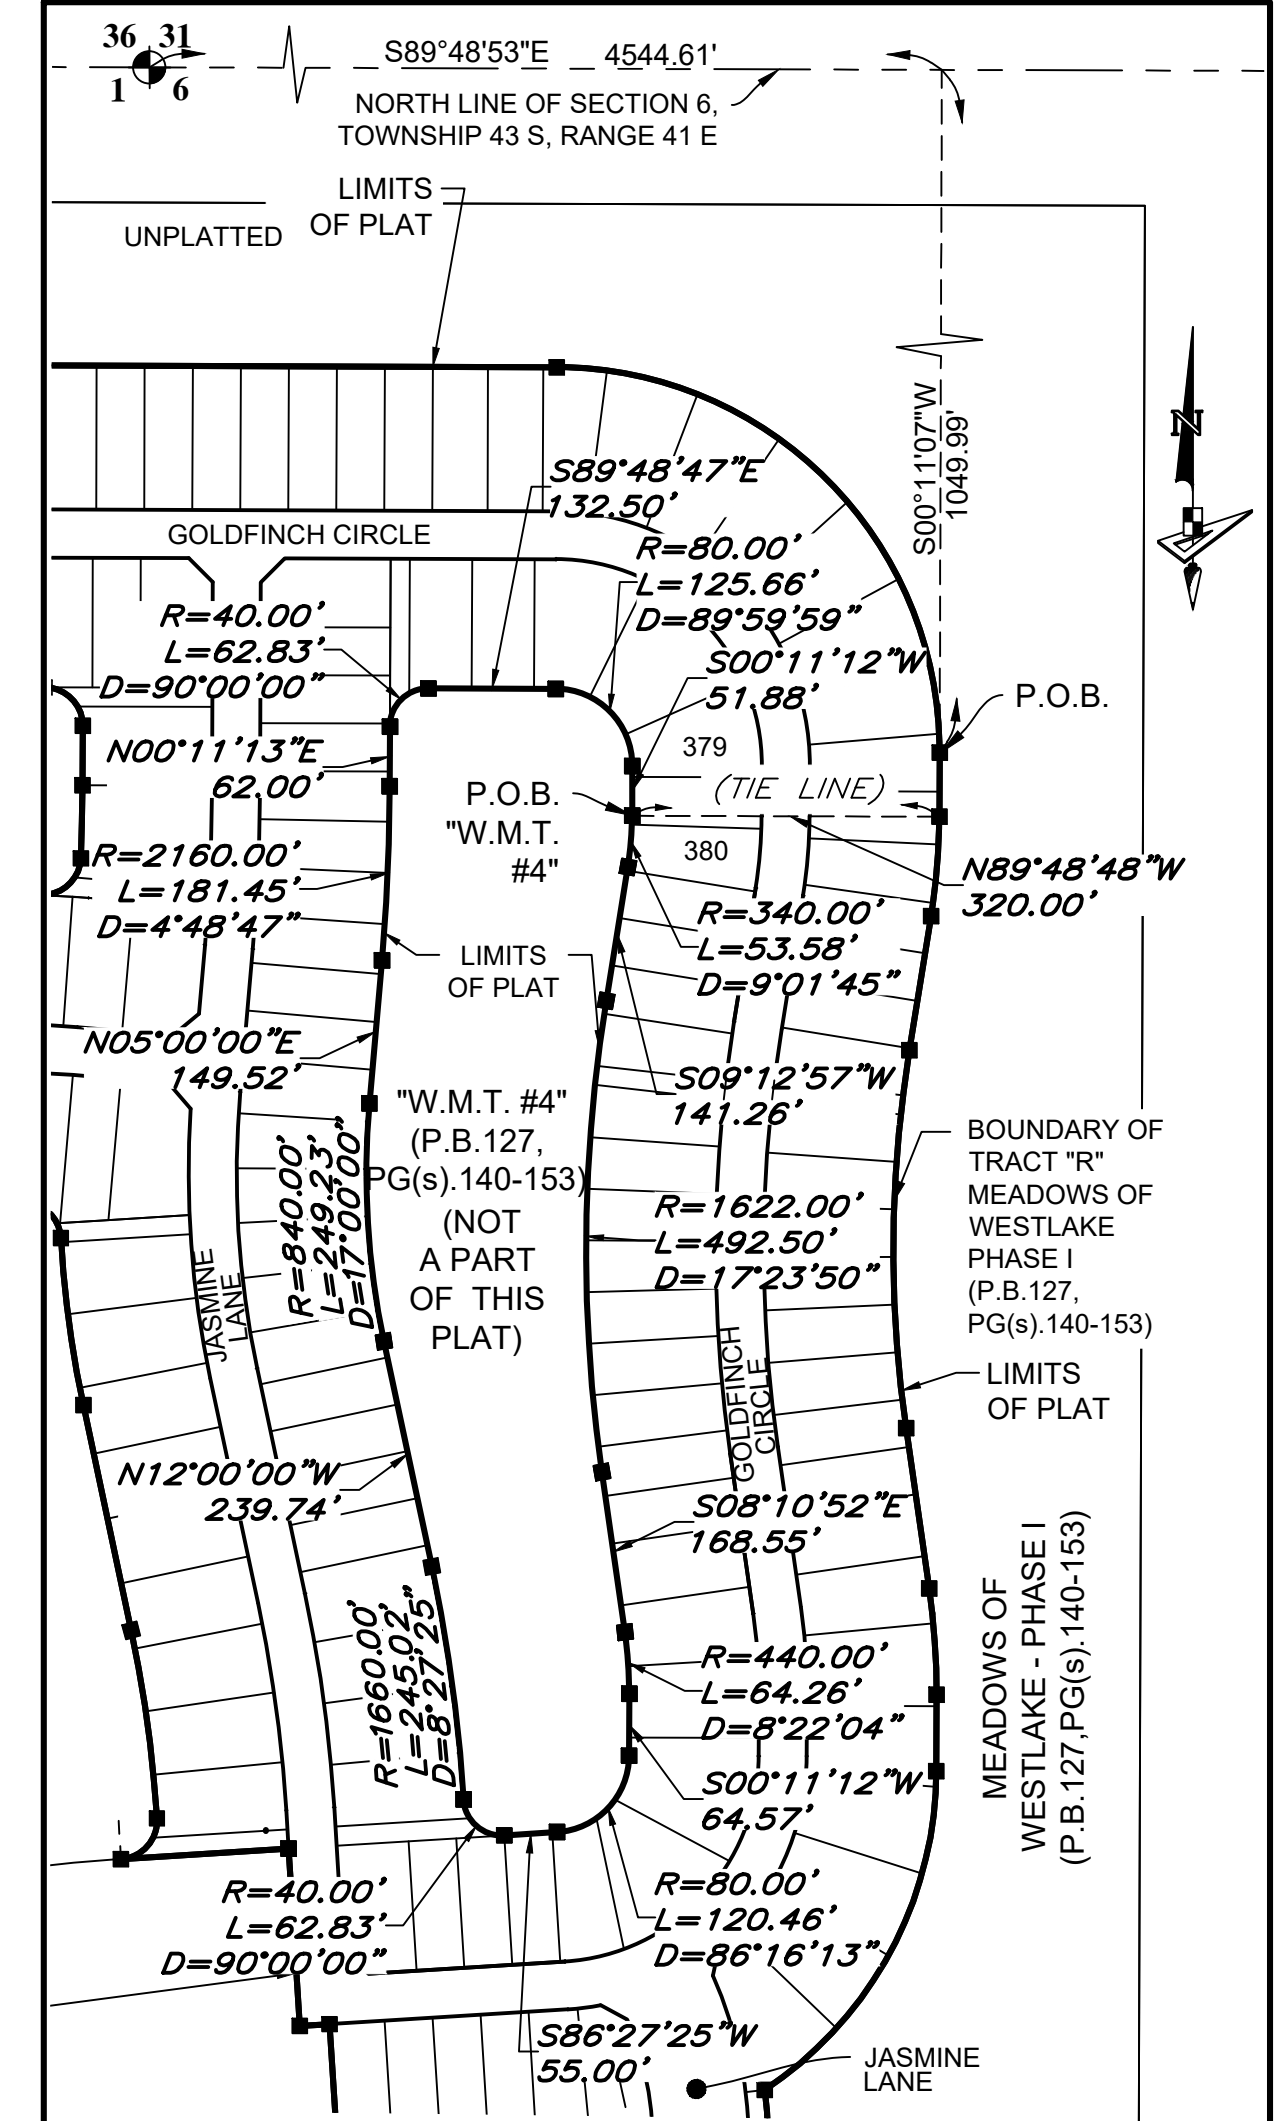 36 31
1 6
S89°48'53"E 4544.61'
NORTH LINE OF SECTION 6,
TOWNSHIP 43 S, RANGE 41 E
LIMITS
OF PLAT
UNPLATTED
S00°11'07"W
1049.99'
N
S89°48'47"E
132.50'
GOLDFINCH CIRCLE
R=80.00'
L=125.66'
D=89°59'59"
R=40.00'
L=62.83'
D=90°00'00"
S00°11'12"W
51.88'
P.O.B.
N00°11'13"E
62.00'
379
(TIE LINE)
P.O.B.
"W.M.T.
#4"
380
R=2160.00'
L=181.45'
D=4°48'47"
N89°48'48"W
320.00'
R=340.00'
L=53.58'
D=9°01'45"
LIMITS
OF PLAT
N05°00'00"E
149.52'
S09°12'57"W
141.26'
"W.M.T. #4"
(P.B.127,
PG(s).140-153)
(NOT
A PART
OF THIS
PLAT)
R=840.00'
L=249.23'
D=17°00'00"
BOUNDARY OF
TRACT "R"
MEADOWS OF
WESTLAKE
PHASE I
(P.B.127,
PG(s).140-153)
R=1622.00'
L=492.50'
D=17°23'50"
JASMINE
LANE
GOLDFINCH
CIRCLE
LIMITS
OF PLAT
N12°00'00"W
239.74'
S08°10'52"E
168.55'
MEADOWS OF
WESTLAKE - PHASE I
(P.B.127,PG(s).140-153)
R=1660.00'
L=245.02'
D=8°27'25"
R=440.00'
L=64.26'
D=8°22'04"
S00°11'12"W
64.57'
R=40.00'
L=62.83'
D=90°00'00"
R=80.00'
L=120.46'
D=86°16'13"
S86°27'25"W
55.00'
JASMINE
LANE